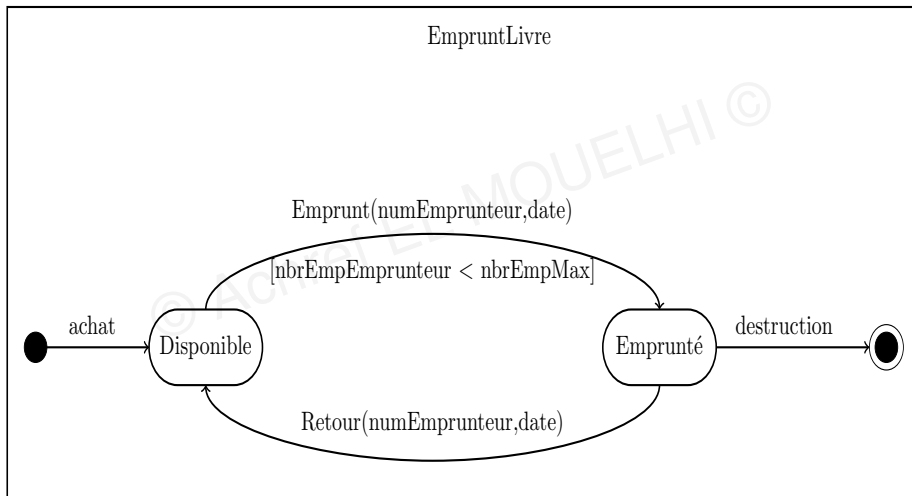 EmpruntLivre
© Achref EL MOUELHI ©
Emprunt(numEmprunteur,date)
[nbrEmpEmprunteur < nbrEmpMax]
achat
Disponible
Emprunté
destruction
Retour(numEmprunteur,date)